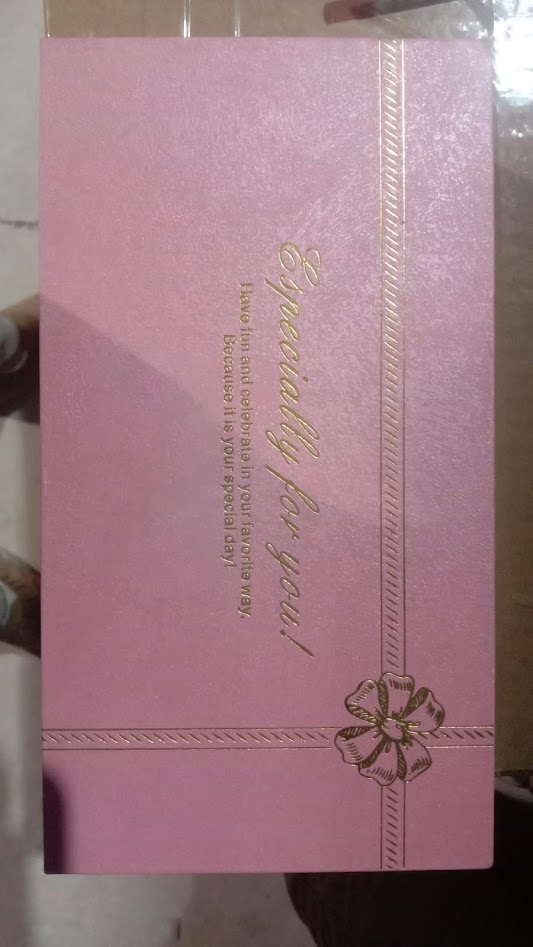 Especially for you!
Have fun and celebrate in your favorite way,
Because it is your special day!